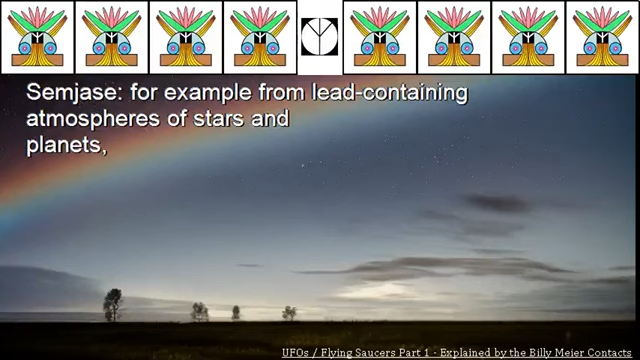 Semjase: for example from lead-containing
atmospheres of stars and
planets,
UFOs / Flying Saucers Part 1 - Explained by the Billy Meier Contacts